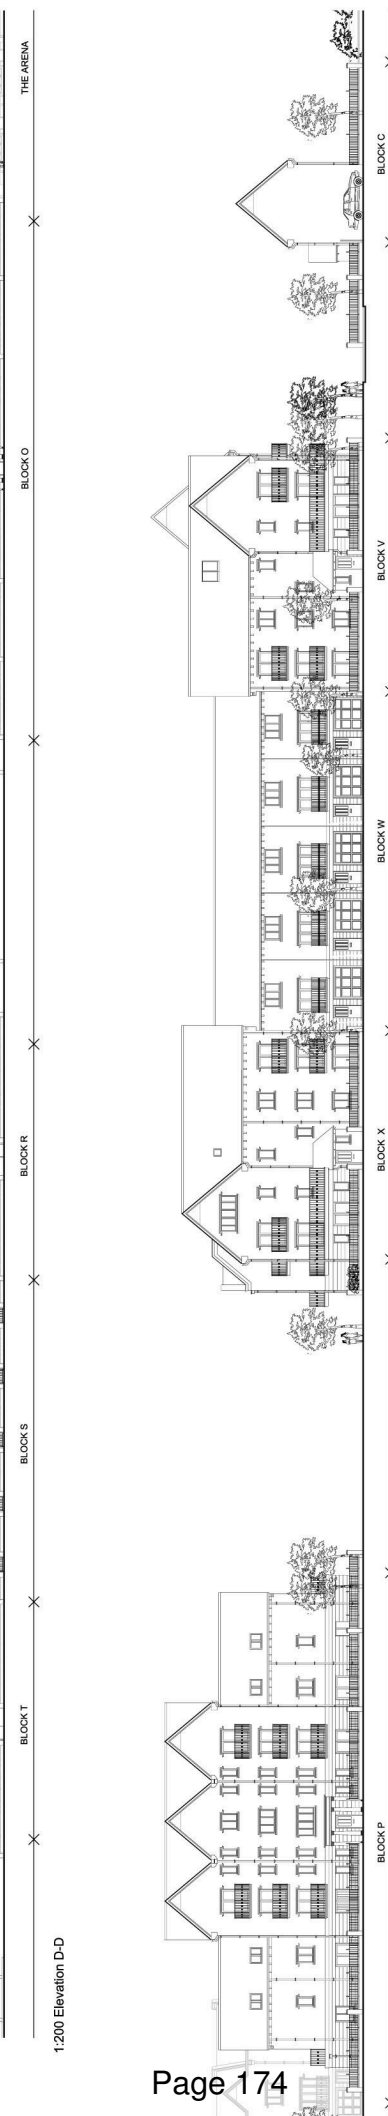 BLOCK T
BLOCK S
BLOCK R
BLOCK O
THE ARENA
1:200 Elevation D-D
BLOCK P
BLOCK X
BLOCK W
BLOCK V
BLOCK C
Page 174